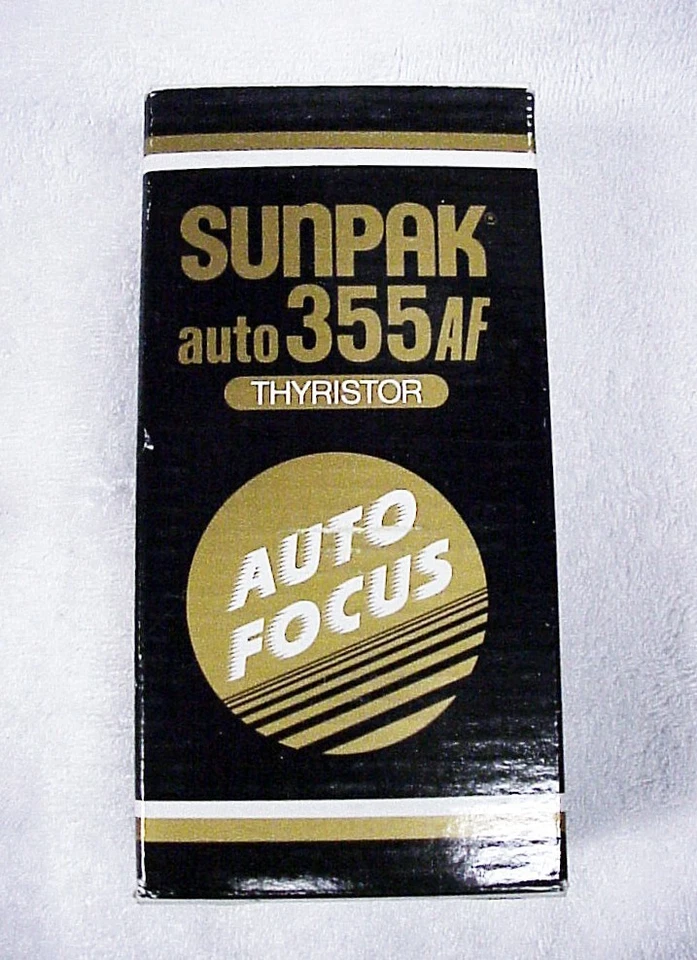 SUNPAK®
auto 355 AF
THYRISTOR
AUTO
FOCUS